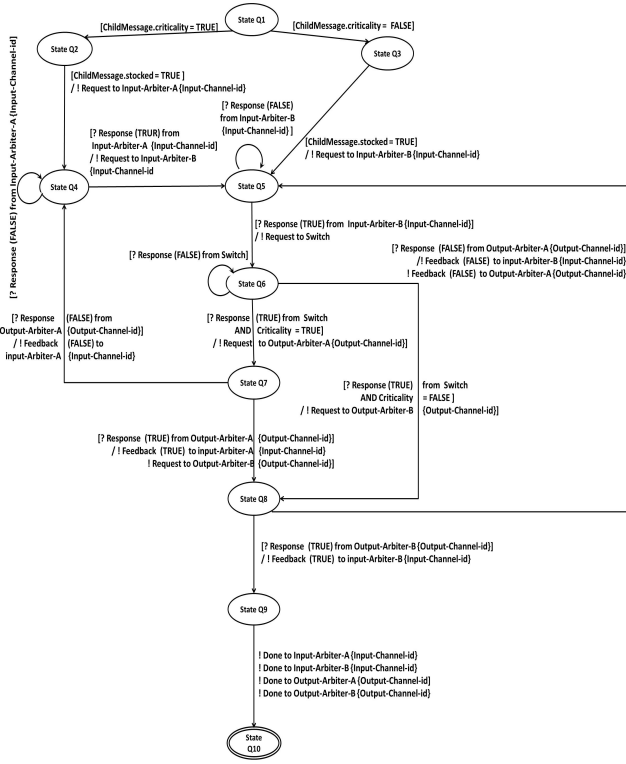 State Q1
[ChildMessage.criticality = TRUE]
[ChildMessage.criticality = FALSE]
State Q2
State Q3
[ChildMessage.stocked = TRUE ]
/ ! Request to Input-Arbiter-A {Input-Channel-id}
[? Response (FALSE)
from Input-Arbiter-B
{Input-Channel-id} ]
[? Response (TRUR) from
Input-Arbiter-A {Input-Channel-id]
/ ! Request to Input-Arbiter-B
{Input-Channel-id
[ChildMessage.stocked = TRUE]
/ ! Request to Input-Arbiter-B {Input-Channel-id}
[? Response (FALSE) from Input-Arbiter-A {Input-Channel-id]
State Q4
State Q5
[? Response (TRUE) from Input-Arbiter-B {Input-Channel-id}]
/ ! Request to Switch
[? Response (FALSE) from Switch]
[? Response (FALSE) from Output-Arbiter-A {Output-Channel-id}]
/! Feedback (FALSE) to input-Arbiter-B {Input-Channel-id}
! Feedback (FALSE) to Output-Arbiter-A {Output-Channel-id}
State Q6
[? Response (FALSE) from
Output-Arbiter-A {Output-Channel-id}]
/ ! Feedback (FALSE) to
input-Arbiter-A {Input-Channel-id}
[? Response (TRUE) from Switch
AND Criticality = TRUE]
/ ! Request to Output-Arbiter-A {Output-Channel-id}]
State Q7
[? Response (TRUE) from Switch
AND Criticality = FALSE ]
/ ! Request to Output-Arbiter-B {Output-Channel-id}]
[? Response (TRUE) from Output-Arbiter-A {Output-Channel-id}]
/ ! Feedback (TRUE) to input-Arbiter-A {Input-Channel-id}
! Request to Output-Arbiter-B {Output-Channel-id}]
State Q8
[? Response (TRUE) from Output-Arbiter-B {Output-Channel-id}]
/ ! Feedback (TRUE) to input-Arbiter-B {Input-Channel-id}
State Q9
! Done to Input-Arbiter-A {Input-Channel-id}
! Done to Input-Arbiter-B {Input-Channel-id}
! Done to Output-Arbiter-A {Output-Channel-id]
! Done to Output-Arbiter-B {Output-Channel-id}
State
Q10